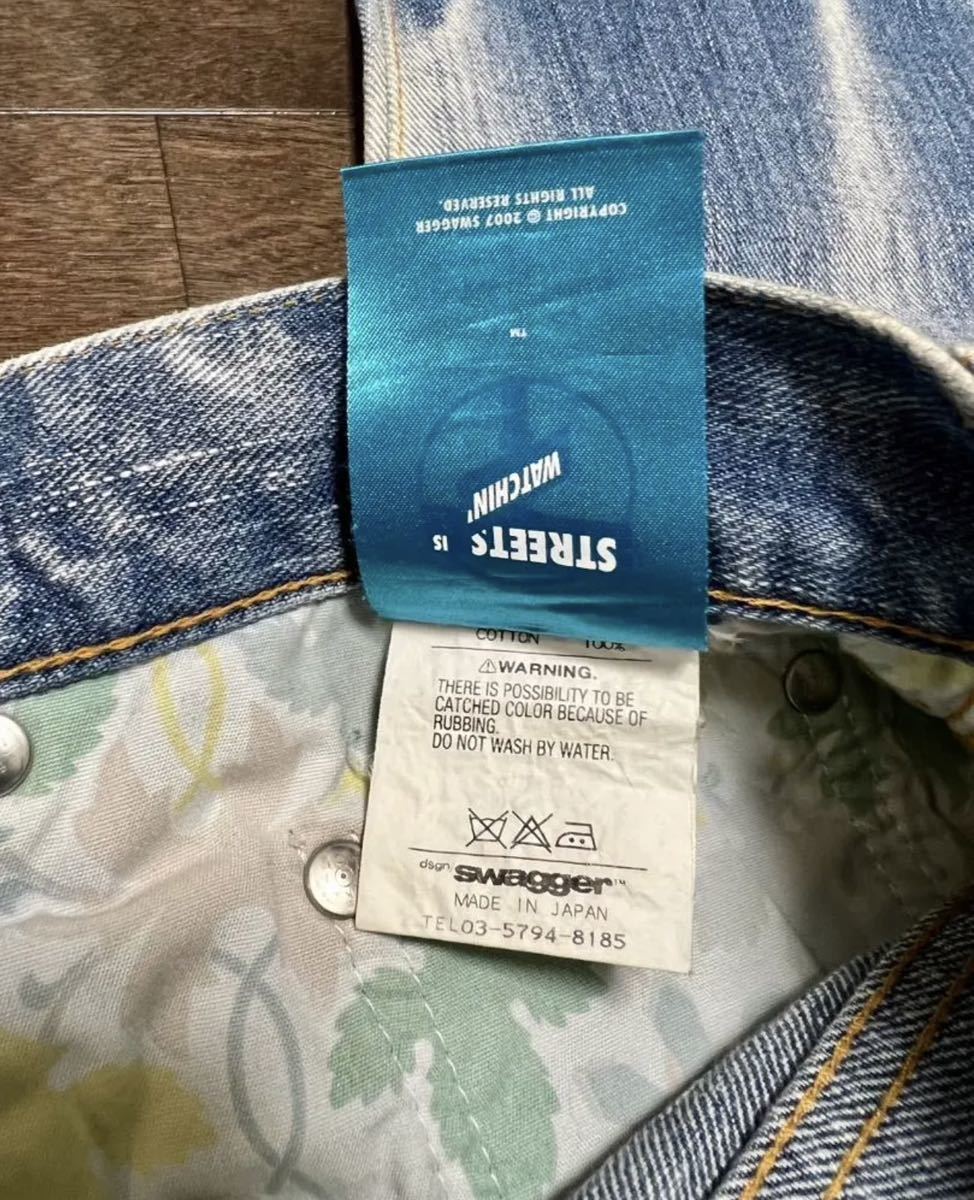 STREETS IS
WATCHIN'
TM
COPYRIGHT © 2007 SWAGGER
ALL RIGHTS RESERVED.
COTTON 100%
⚠WARNING.
THERE IS POSSIBILITY TO BE
CATCHED COLOR BECAUSE OF
RUBBING.
DO NOT WASH BY WATER.
dsgn. swagger™
MADE IN JAPAN
TEL03-5794-8185